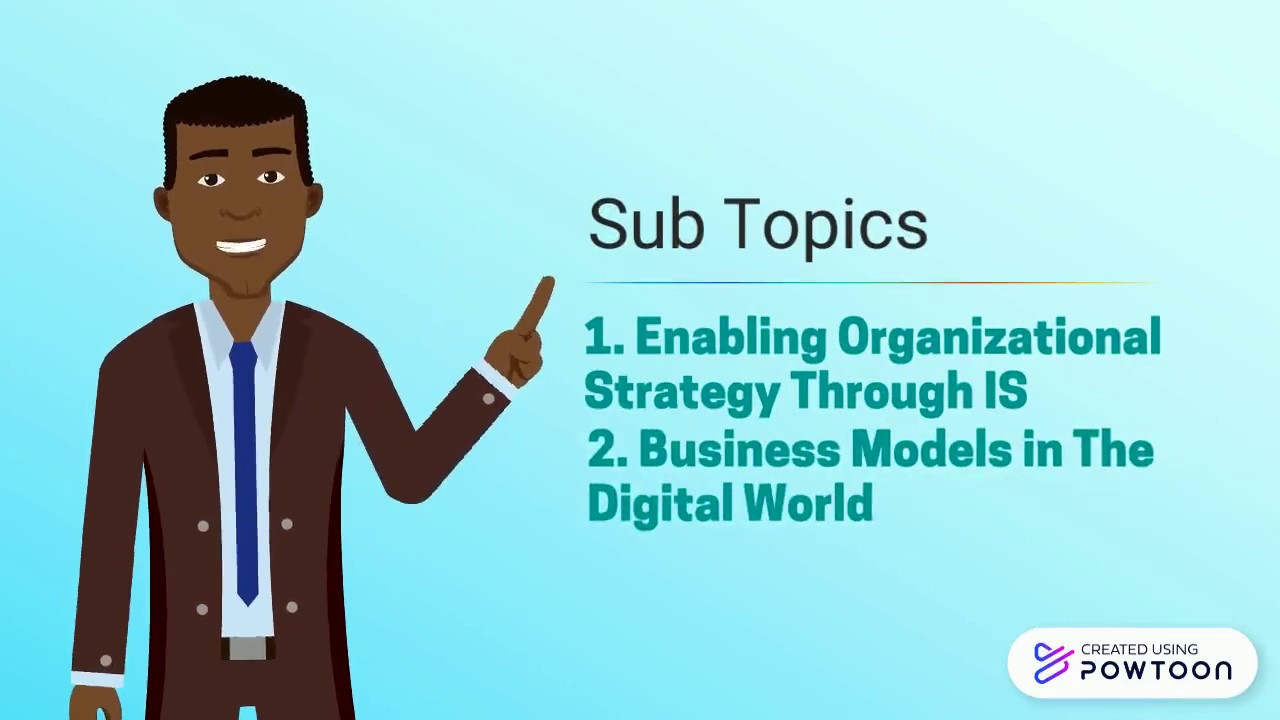 Sub Topics
1. Enabling Organizational
Strategy Through IS
2. Business Models in The
Digital World
CREATED USING
POWTOON